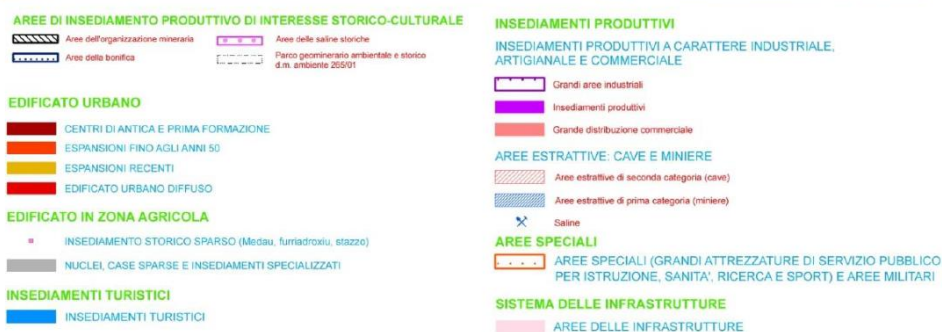 AREE DI INSEDIAMENTO PRODUTTIVO DI INTERESSE STORICO-CULTURALE
Aree dell'organizzazione mineraria
Aree delle saline storiche
Aree della bonifica
Parco geominerario ambientale e storico
d.m. ambiente 265/01
EDIFICATO URBANO
CENTRI DI ANTICA E PRIMA FORMAZIONE
ESPANSIONI FINO AGLI ANNI 50
ESPANSIONI RECENTI
EDIFICATO URBANO DIFFUSO
EDIFICATO IN ZONA AGRICOLA
INSEDIAMENTO STORICO SPARSO (Medau, furriadroxiu, stazzo)
NUCLEI, CASE SPARSE E INSEDIAMENTI SPECIALIZZATI
INSEDIAMENTI TURISTICI
INSEDIAMENTI TURISTICI
INSEDIAMENTI PRODUTTIVI
INSEDIAMENTI PRODUTTIVI A CARATTERE INDUSTRIALE,
ARTIGIANALE E COMMERCIALE
Grandi aree industriali
Insediamenti produttivi
Grande distribuzione commerciale
AREE ESTRATTIVE: CAVE E MINIERE
Aree estrattive di seconda categoria (cave)
Aree estrattive di prima categoria (miniere)
Saline
AREE SPECIALI
AREE SPECIALI (GRANDI ATTREZZATURE DI SERVIZIO PUBBLICO
PER ISTRUZIONE, SANITA', RICERCA E SPORT) E AREE MILITARI
SISTEMA DELLE INFRASTRUTTURE
AREE DELLE INFRASTRUTTURE